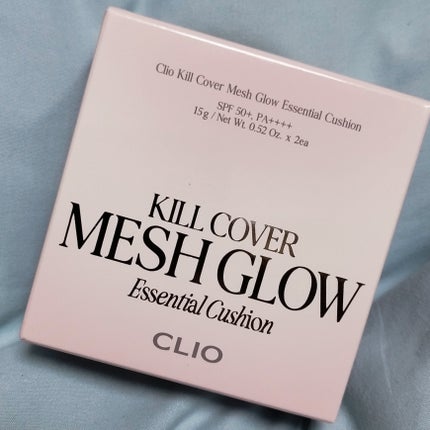 Clio Kill Cover Mesh Glow Essential Cushion
SPF 50+, PA++++
15g / Net Wt. 0.52 Oz. x 2ea
KILL COVER
MESH GLOW
Essential Cushion
CLIO